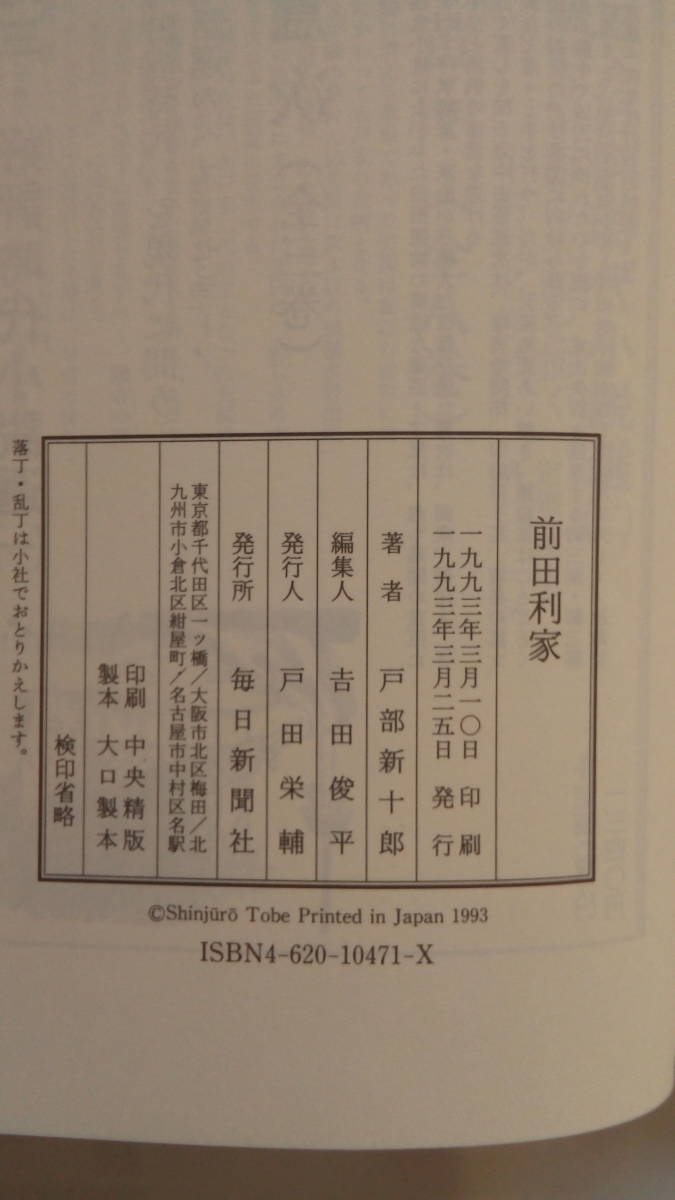 前田利家
一九九三年三月一〇日 印刷
一九九三年三月二五日 発行
著者 戸部新十郎
編集人 吉田俊平
発行人 戸田栄輔
発行所 毎日新聞社
東京都千代田区一ッ橋/大阪市北区梅田/北
九州市小倉北区紺屋町/名古屋市中村区名駅
印刷 中央精版
製本 大口製本
検印省略
落丁・乱丁は小社でおとりかえします。
©Shinjūrō Tobe Printed in Japan 1993
ISBN4-620-10471-X